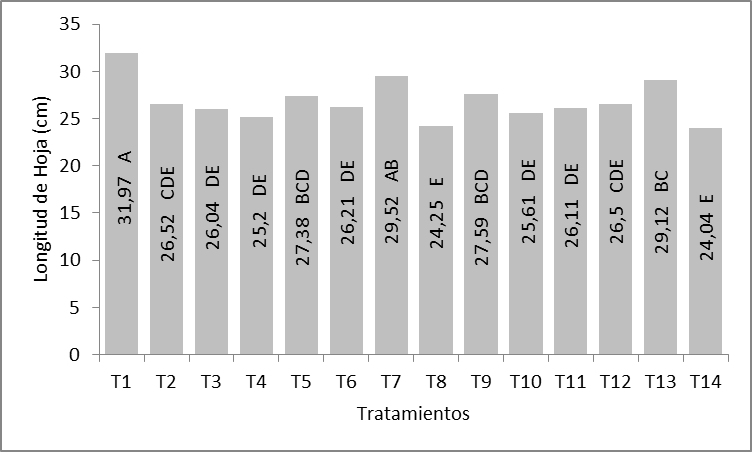 35
30
25
20
15
10
5
0
Longitud de Hoja (cm)
31,97 A
26,52 CDE
26,04 DE
25,2 DE
27,38 BCD
26,21 DE
29,52 AB
24,25 E
27,59 BCD
25,61 DE
26,11 DE
26,5 CDE
29,12 BC
24,04 E
T1 T2 T3 T4 T5 T6 T7 T8 T9 T10 T11 T12 T13 T14
Tratamientos